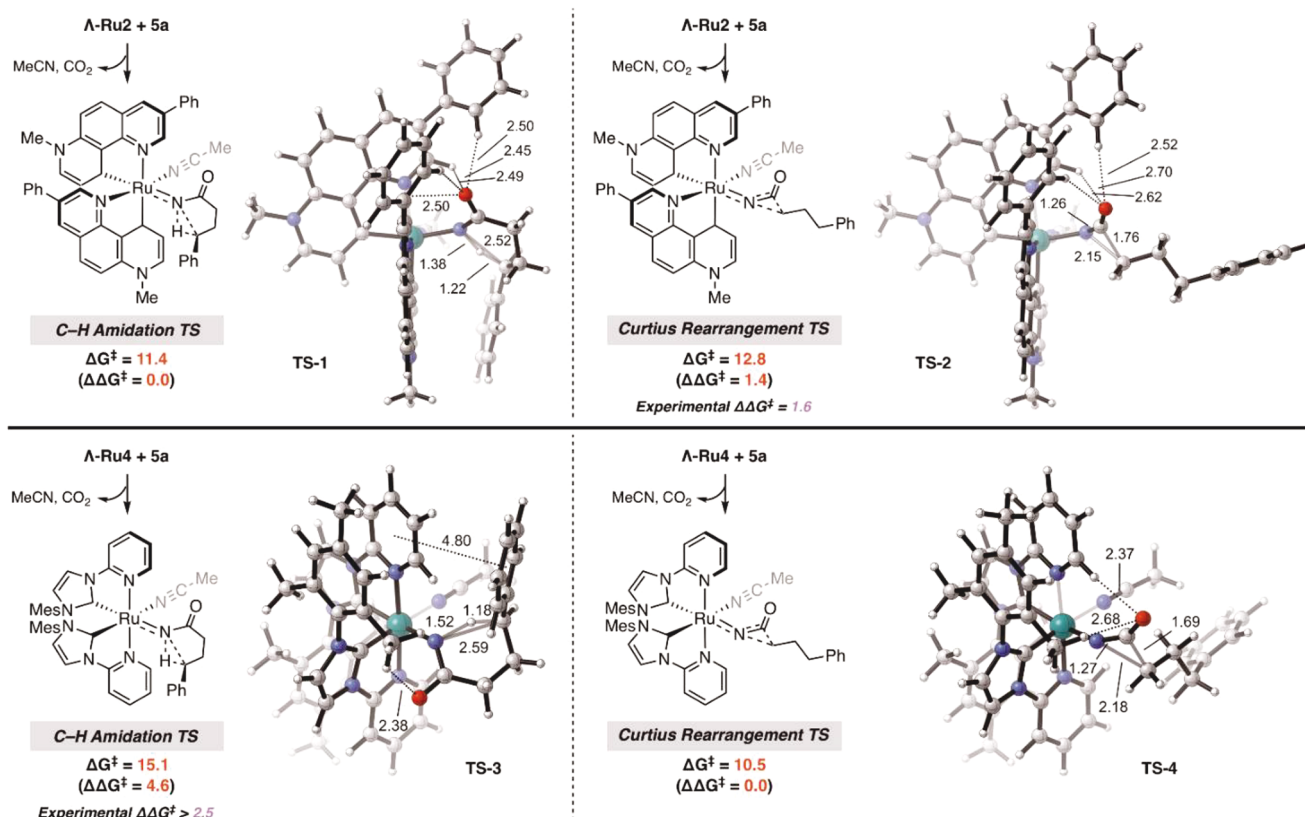 Λ-Ru2 + 5a
MeCN, CO₂
Ph
Me
N
N
N≡C-Me
Ru
O
Ph
N
N
H
N
Ph
Me
C–H Amidation TS
ΔG‡ = 11.4
(ΔΔG‡ = 0.0)
2.50
2.45
2.49
2.50
2.52
1.38
1.22
TS-1
Λ-Ru2 + 5a
MeCN, CO₂
Ph
Me
N
N
N≡C-Me
Ru
O
Ph
N
N
Ph
N
Me
Curtius Rearrangement TS
ΔG‡ = 12.8
(ΔΔG‡ = 1.4)
Experimental ΔΔG‡ = 1.6
2.52
2.70
2.62
1.26
1.76
2.15
TS-2
Λ-Ru4 + 5a
MeCN, CO₂
N
N
N
N≡C-Me
Mes
Mes
Ru
O
N
N
N
H
N
N
Ph
C–H Amidation TS
ΔG‡ = 15.1
(ΔΔG‡ = 4.6)
Experimental ΔΔG‡ > 2.5
4.80
1.18
1.52
2.59
2.38
TS-3
Λ-Ru4 + 5a
MeCN, CO₂
N
N
N
N≡C-Me
Mes
Mes
Ru
O
N
N
N
N
Ph
Curtius Rearrangement TS
ΔG‡ = 10.5
(ΔΔG‡ = 0.0)
2.37
2.68
1.69
1.27
2.18
TS-4